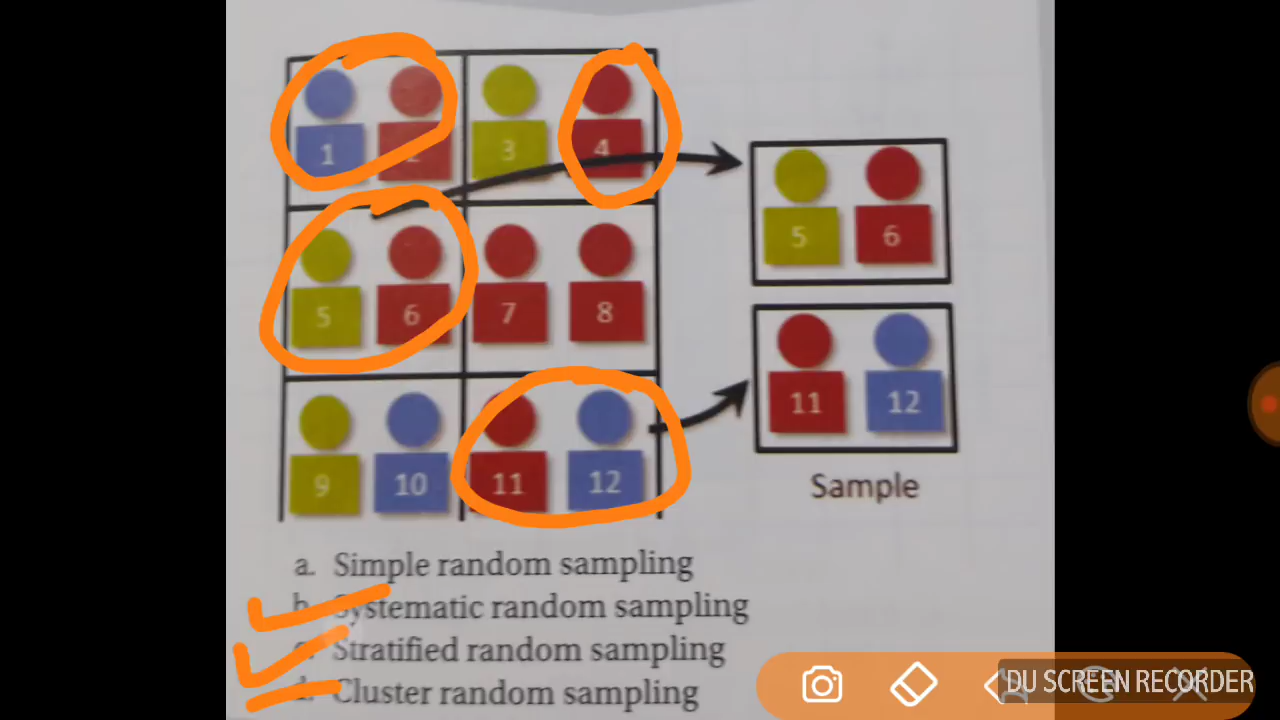 1 2 3 4
5 6
5 6 7 8
11 12
9 10 11 12
Sample
a. Simple random sampling
b. Systematic random sampling
c. Stratified random sampling
d. Cluster random sampling
DU SCREEN RECORDER